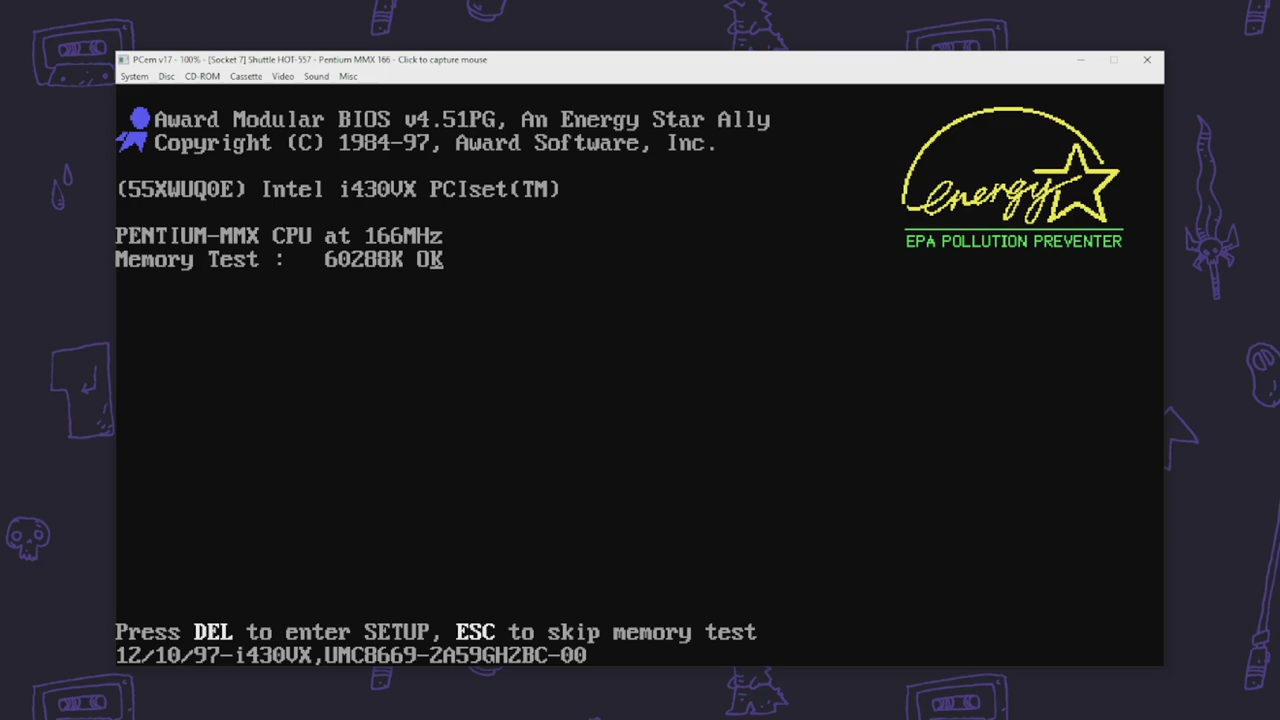 PCem v17 - 100% - [Socket 7] Shuttle HOT-557 - Pentium MMX 166 - Click to capture mouse
System Disc CD-ROM Cassette Video Sound Misc
Award Modular BIOS v4.51PG, An Energy Star Ally
Copyright (C) 1984-97, Award Software, Inc.
(55XWUQ0E) Intel i430VX PCIset(TM)
energy
EPA POLLUTION PREVENTER
PENTIUM-MMX CPU at 166MHz
Memory Test : 60288K OK
Press DEL to enter SETUP, ESC to skip memory test
12/10/97-i430VX,UMC8669-2A59GH2BC-00